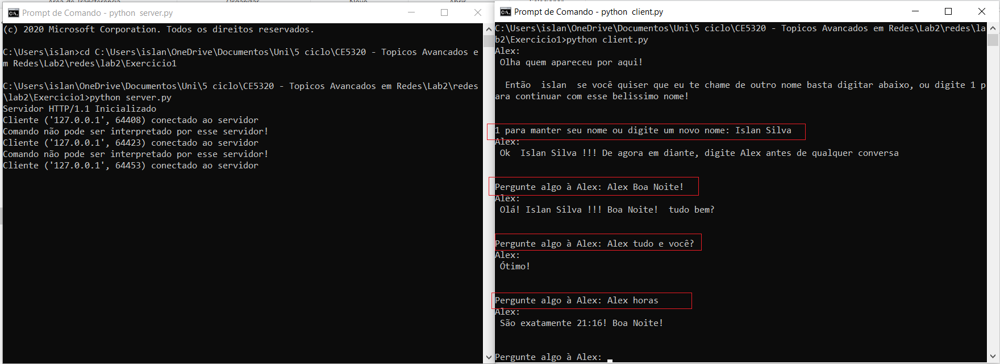 Área de Transferência Organizar Novo Abrir Selecionar
Prompt de Comando - python  server.py
(c) 2020 Microsoft Corporation. Todos os direitos reservados.
C:\Users\islan>cd C:\Users\islan\OneDrive\Documentos\Uni\5 ciclo\CE5320 - Topicos Avancados e
m Redes\Lab2\redes\lab2\Exercicio1
C:\Users\islan\OneDrive\Documentos\Uni\5 ciclo\CE5320 - Topicos Avancados em Redes\Lab2\redes
\lab2\Exercicio1>python server.py
Servidor HTTP/1.1 Inicializado
Cliente ('127.0.0.1', 64408) conectado ao servidor
Comando não pode ser interpretado por esse servidor!
Cliente ('127.0.0.1', 64423) conectado ao servidor
Comando não pode ser interpretado por esse servidor!
Cliente ('127.0.0.1', 64453) conectado ao servidor
Prompt de Comando - python  client.py
C:\Users\islan\OneDrive\Documentos\Uni\5 ciclo\CE5320 - Topicos Avancados em Redes\Lab2\redes\la
b2\Exercicio1>python client.py
Alex:
Olha quem apareceu por aqui!
Então  islan  se você quiser que eu te chame de outro nome basta digitar abaixo, ou digite 1 p
ara continuar com esse belissimo nome!
1 para manter seu nome ou digite um novo nome: Islan Silva
Alex:
Ok  Islan Silva !!! De agora em diante, digite Alex antes de qualquer conversa
Pergunte algo à Alex: Alex Boa Noite!
Alex:
Olá! Islan Silva !!! Boa Noite!  tudo bem?
Pergunte algo à Alex: Alex tudo e você?
Alex:
Ótimo!
Pergunte algo à Alex: Alex horas
Alex:
São exatamente 21:16! Boa Noite!
Pergunte algo à Alex: